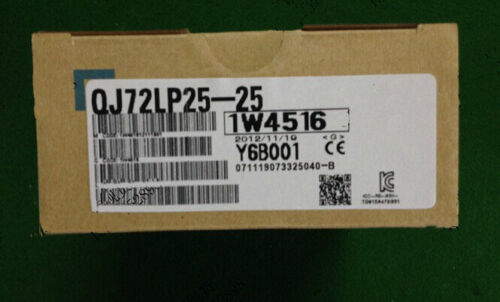 QJ72LP25-25
1W4516
2012/11/19 <G>
Y6B001 CE
071119073325040-B